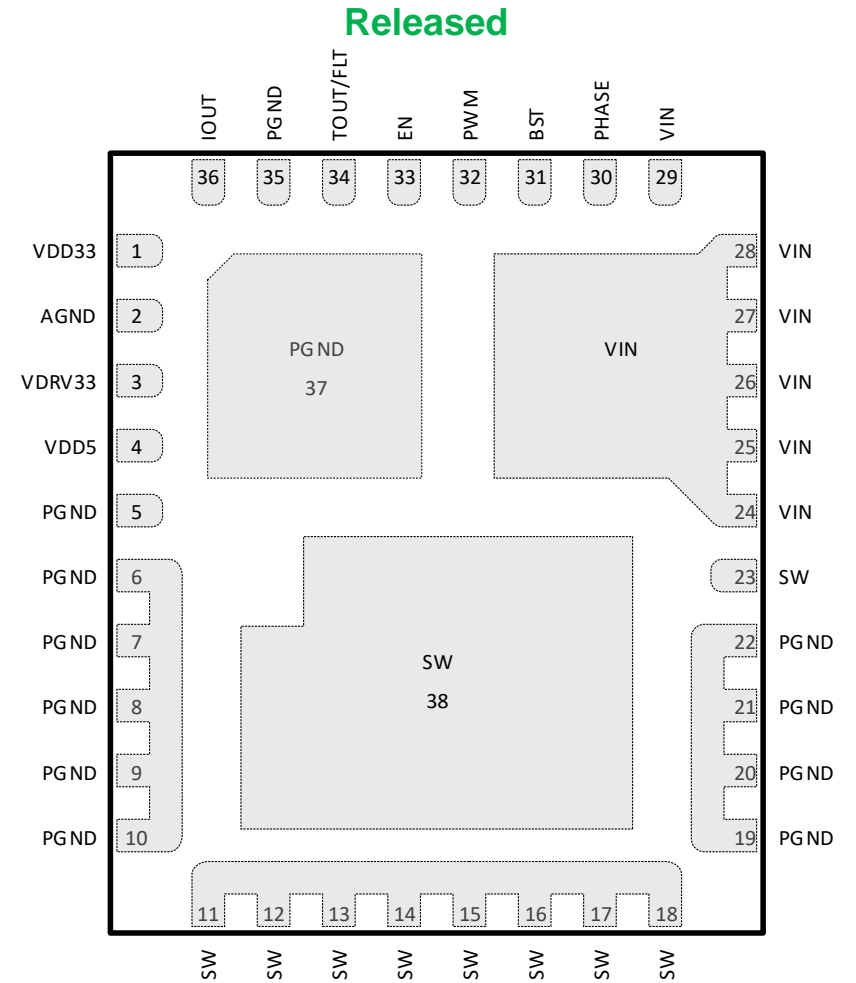 Released
IOUT PGND TOUT/FLT EN PWM BST PHASE VIN
36 35 34 33 32 31 30 29
VDD33 1 28 VIN
AGND 2 27 VIN
PGND VIN
VDRV33 3 37 26 VIN
VDD5 4 25 VIN
PGND 5 24 VIN
PGND 6 23 SW
PGND 7 22 PGND
SW
PGND 8 38 21 PGND
PGND 9 20 PGND
PGND 10 19 PGND
11 12 13 14 15 16 17 18
SW SW SW SW SW SW SW SW